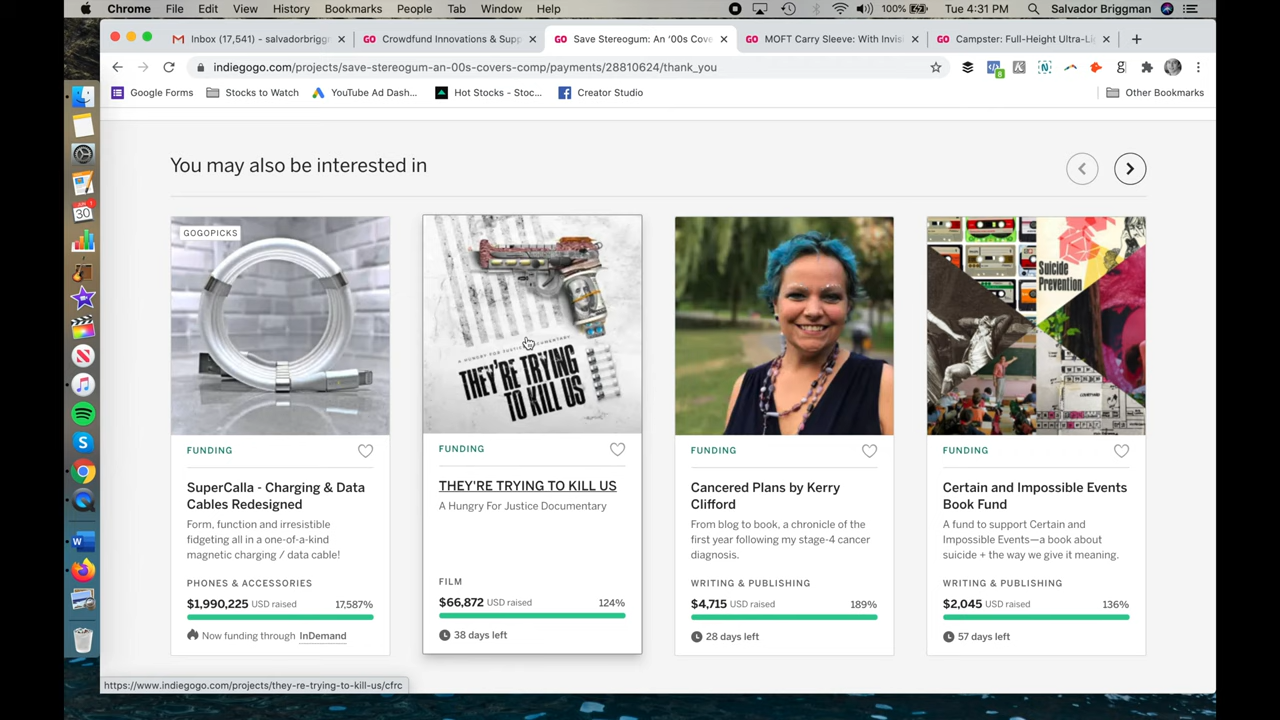 Chrome File Edit View History Bookmarks People Tab Window Help 100% Tue 4:31 PM Salvador Briggman
Inbox (17,541) - salvadorbriggm
Crowdfund Innovations & Supp
Save Stereogum: An ‘00s Cove
MOFT Carry Sleeve: With Invis
Campster: Full-Height Ultra-Lig
indiegogo.com/projects/save-stereogum-an-00s-covers-comp/payments/28810624/thank_you
Google Forms Stocks to Watch YouTube Ad Dash... Hot Stocks - Stoc... Creator Studio Other Bookmarks
You may also be interested in
GOGOPICKS
FUNDING
SuperCalla - Charging & Data
Cables Redesigned
Form, function and irresistible
fidgeting all in a one-of-a-kind
magnetic charging / data cable!
PHONES & ACCESSORIES
$1,990,225 USD raised 17,587%
Now funding through InDemand
A HUNGRY FOR JUSTICE DOCUMENTARY
THEY'RE TRYING
TO KILL US
FUNDING
THEY'RE TRYING TO KILL US
A Hungry For Justice Documentary
FILM
$66,872 USD raised 124%
38 days left
FUNDING
Cancered Plans by Kerry
Clifford
From blog to book, a chronicle of the
first year following my stage-4 cancer
diagnosis.
WRITING & PUBLISHING
$4,715 USD raised 189%
28 days left
Suicide
Prevention
FUNDING
Certain and Impossible Events
Book Fund
A fund to support Certain and
Impossible Events—a book about
suicide + the way we give it meaning.
WRITING & PUBLISHING
$2,045 USD raised 136%
57 days left
https://www.indiegogo.com/projects/they-re-trying-to-kill-us/cfrc